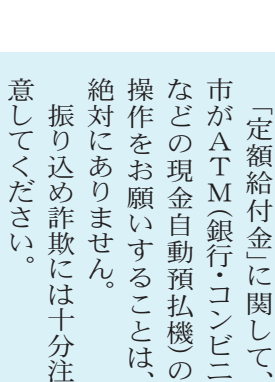 「定額給付金」に関して、
市がATM（銀行・コンビニ
などの現金自動預払機）の
操作をお願いすることは、
絶対にありません。
振り込め詐欺には十分注
意してください。